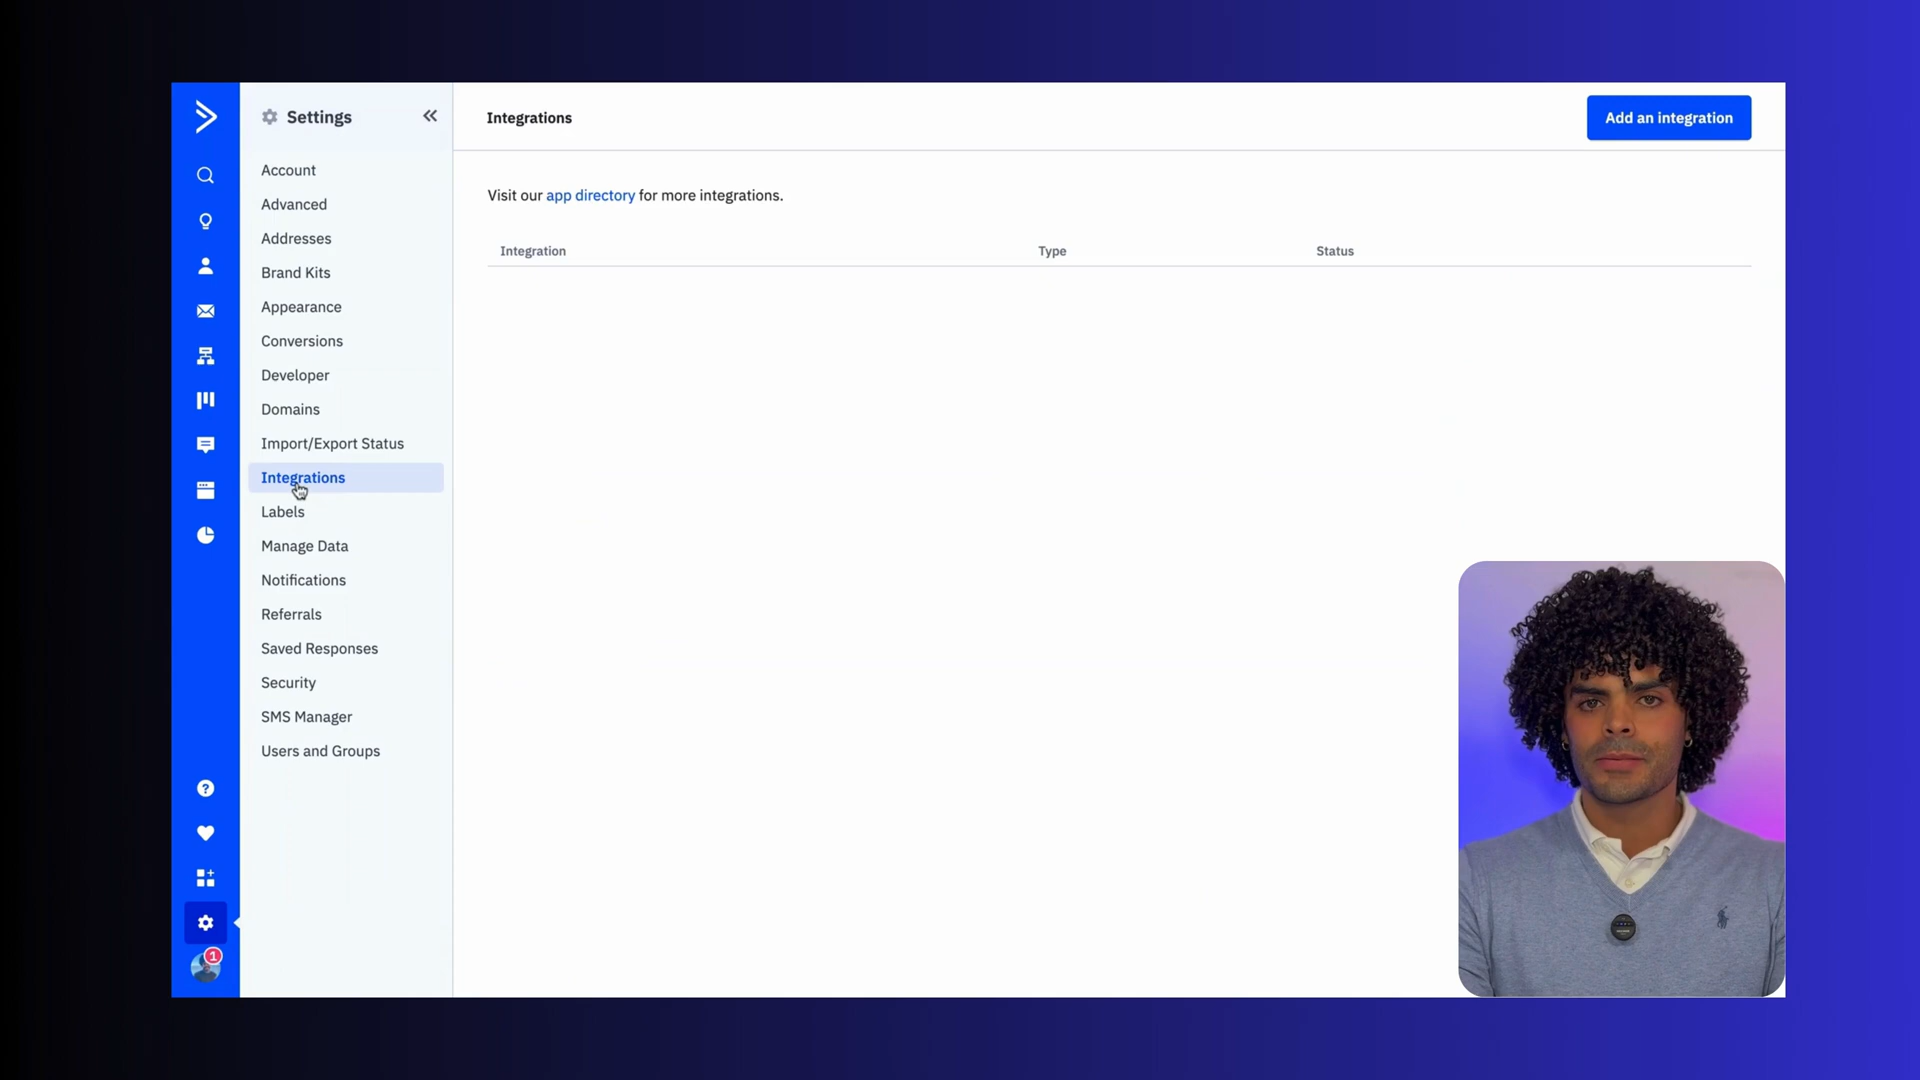 Settings
Account
Advanced
Addresses
Brand Kits
Appearance
Conversions
Developer
Domains
Import/Export Status
Integrations
Labels
Manage Data
Notifications
Referrals
Saved Responses
Security
SMS Manager
Users and Groups
1
Integrations
Add an integration
Visit our app directory for more integrations.
Integration Type Status